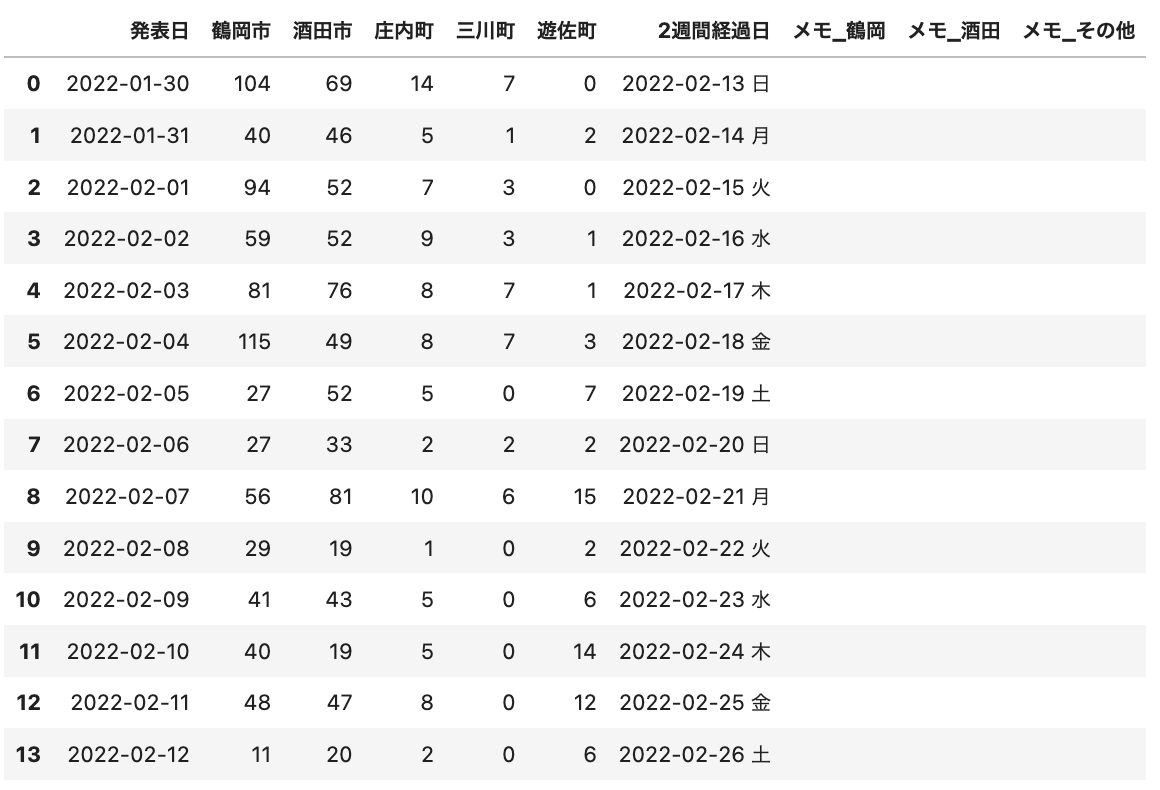 発表日 鶴岡市 酒田市 庄内町 三川町 遊佐町 2週間経過日 メモ_鶴岡 メモ_酒田 メモ_その他
0 2022-01-30 104 69 14 7 0 2022-02-13 日
1 2022-01-31 40 46 5 1 2 2022-02-14 月
2 2022-02-01 94 52 7 3 0 2022-02-15 火
3 2022-02-02 59 52 9 3 1 2022-02-16 水
4 2022-02-03 81 76 8 7 1 2022-02-17 木
5 2022-02-04 115 49 8 7 3 2022-02-18 金
6 2022-02-05 27 52 5 0 7 2022-02-19 土
7 2022-02-06 27 33 2 2 2 2022-02-20 日
8 2022-02-07 56 81 10 6 15 2022-02-21 月
9 2022-02-08 29 19 1 0 2 2022-02-22 火
10 2022-02-09 41 43 5 0 6 2022-02-23 水
11 2022-02-10 40 19 5 0 14 2022-02-24 木
12 2022-02-11 48 47 8 0 12 2022-02-25 金
13 2022-02-12 11 20 2 0 6 2022-02-26 土